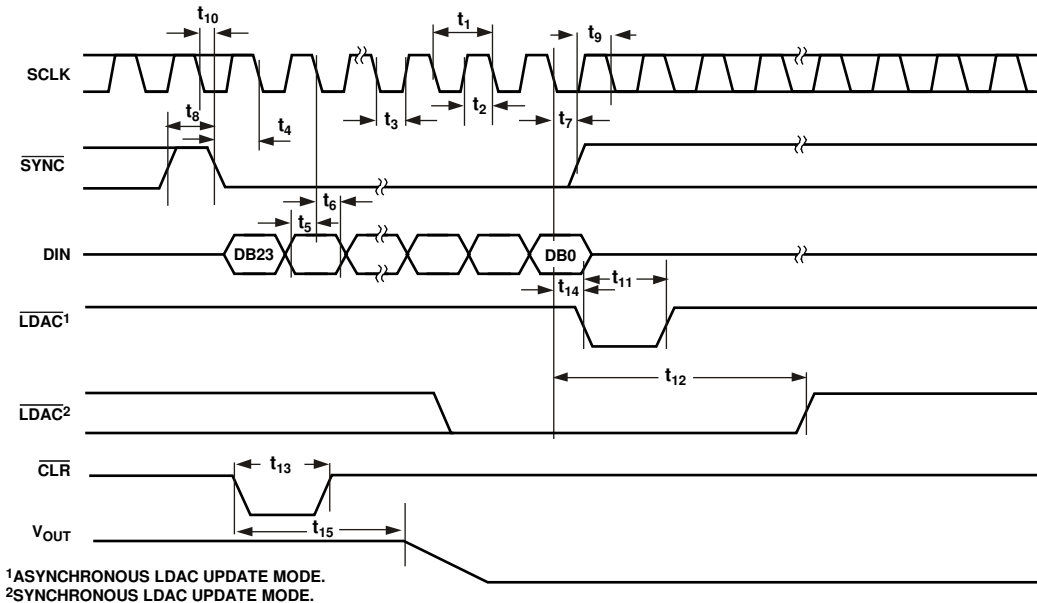 t10
t1
t9
SCLK
t8
t4
t3
t2
t7
SYNC
t6
t5
DIN
DB23
DB0
t11
t14
LDAC1
t12
LDAC2
CLR
t13
t15
VOUT
1ASYNCHRONOUS LDAC UPDATE MODE.
2SYNCHRONOUS LDAC UPDATE MODE.